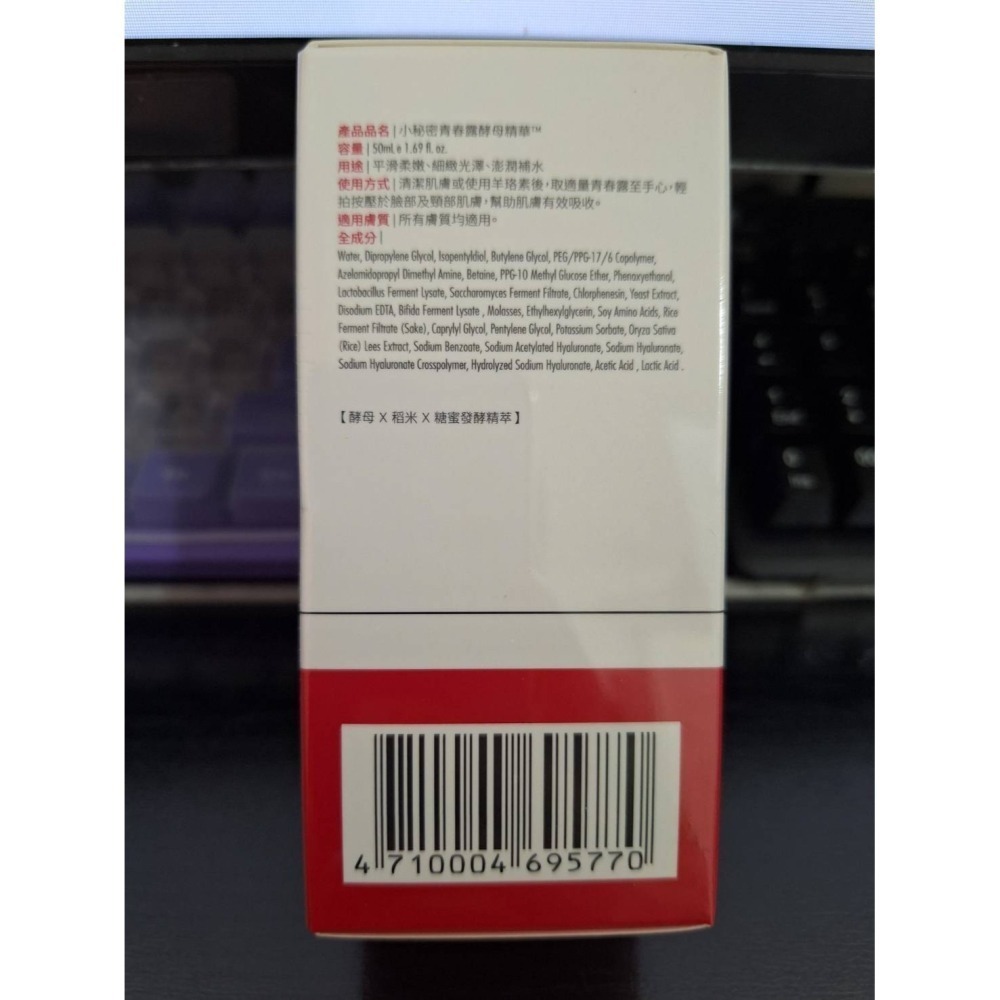 產品品名｜小秘密青春露酵母精華™
容量｜50mL e 1.69 fl. oz.
用途｜平滑柔嫩、細緻光澤、澎潤補水
使用方式｜清潔肌膚或使用羊珞素後，取適量青春露至手心，輕
拍按壓於臉部及頸部肌膚，幫助肌膚有效吸收。
適用膚質｜所有膚質均適用。
全成分｜
Water, Dipropylene Glycol, Isopentyldiol, Butylene Glycol, PEG/PPG-17/6 Copolymer,
Azelamidopropyl Dimethyl Amine, Betaine, PPG-10 Methyl Glucose Ether, Phenoxyethanol,
Lactobacillus Ferment Lysate, Saccharomyces Ferment Filtrate, Chlorphenesin, Yeast Extract,
Disodium EDTA, Bifida Ferment Lysate , Molasses, Ethylhexylglycerin, Soy Amino Acids, Rice
Ferment Filtrate (Sake), Caprylyl Glycol, Pentylene Glycol, Potassium Sorbate, Oryza Sativa
(Rice) Lees Extract, Sodium Benzoate, Sodium Acetylated Hyaluronate, Sodium Hyaluronate,
Sodium Hyaluronate Crosspolymer, Hydrolyzed Sodium Hyaluronate, Acetic Acid , Lactic Acid .
【酵母 X 稻米 X 糖蜜發酵精萃】
4 710004 695770